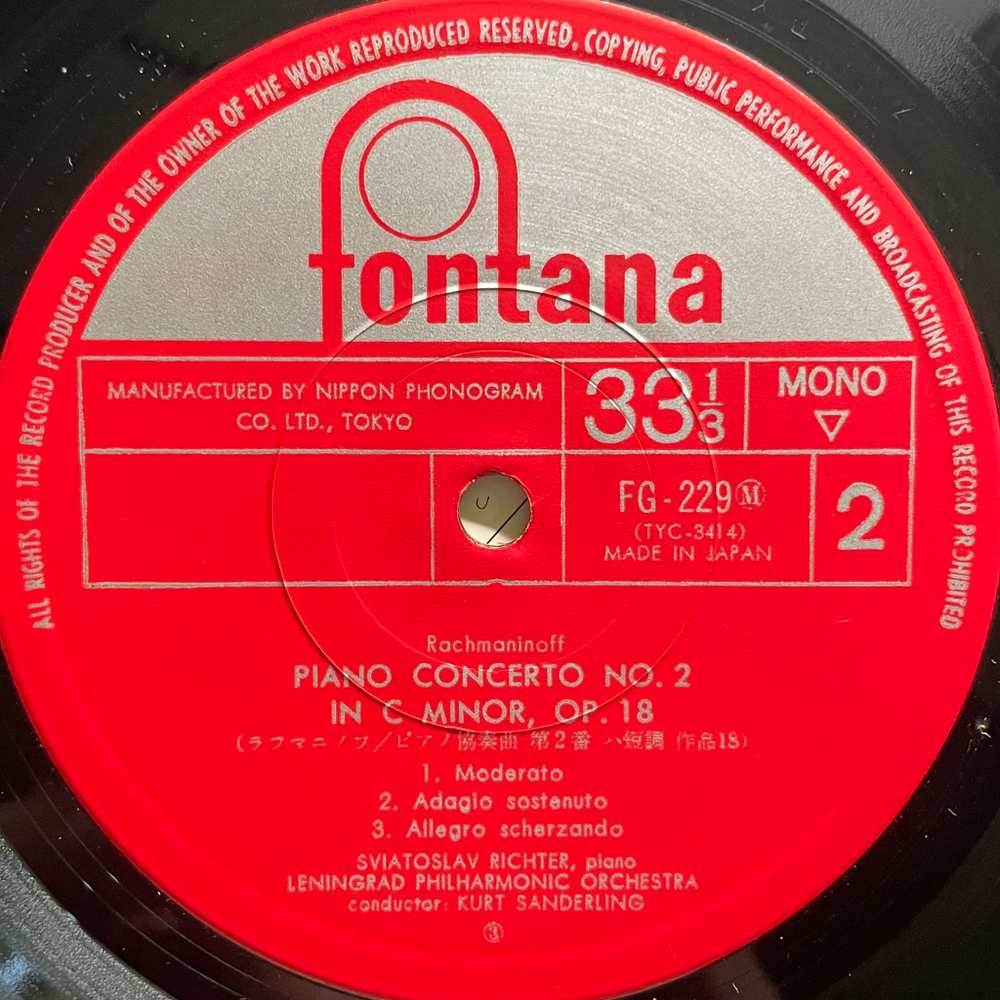 ALL RIGHTS OF THE RECORD PRODUCER AND OF THE OWNER OF THE WORK REPRODUCED RESERVED. COPYING, PUBLIC PERFORMANCE AND BROADCASTING OF THIS RECORD PROHIBITED
fontana
MANUFACTURED BY NIPPON PHONOGRAM
CO. LTD., TOKYO
33 1/3
MONO
▽
FG-229 Ⓜ
(TYC-3414)
MADE IN JAPAN
2
Rachmaninoff
PIANO CONCERTO NO. 2
IN C MINOR, OP. 18
(ラフマニノフ/ピアノ協奏曲 第2番 ハ短調 作品18)
1. Moderato
2. Adagio sostenuto
3. Allegro scherzando
SVIATOSLAV RICHTER, piano
LENINGRAD PHILHARMONIC ORCHESTRA
conductor: KURT SANDERLING
③